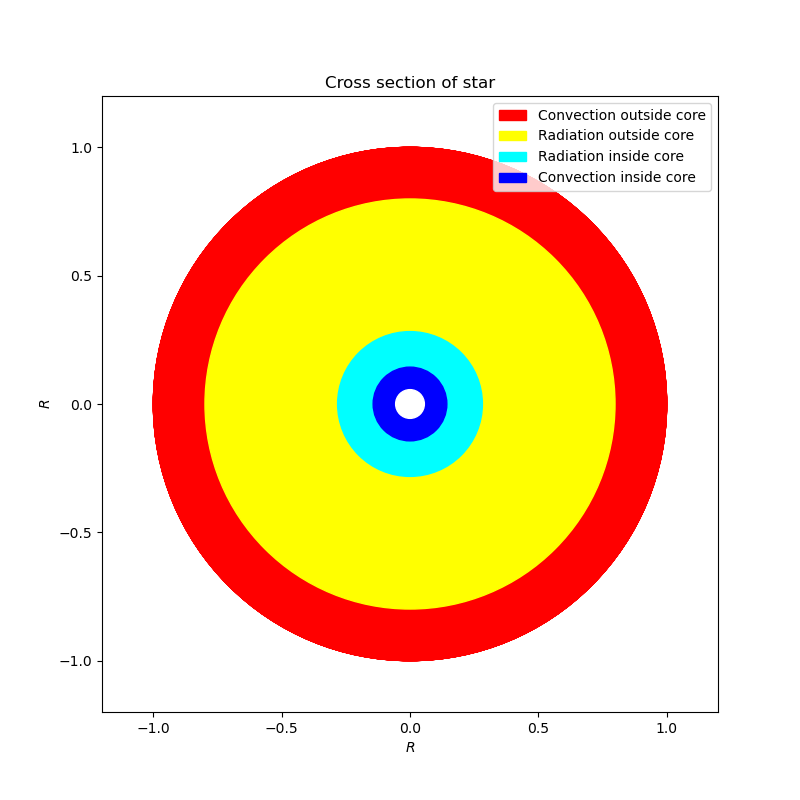 Cross section of star
Convection outside core
Radiation outside core
Radiation inside core
Convection inside core
1.0
0.5
0.0
−0.5
−1.0
R
−1.0 −0.5 0.0 0.5 1.0
R